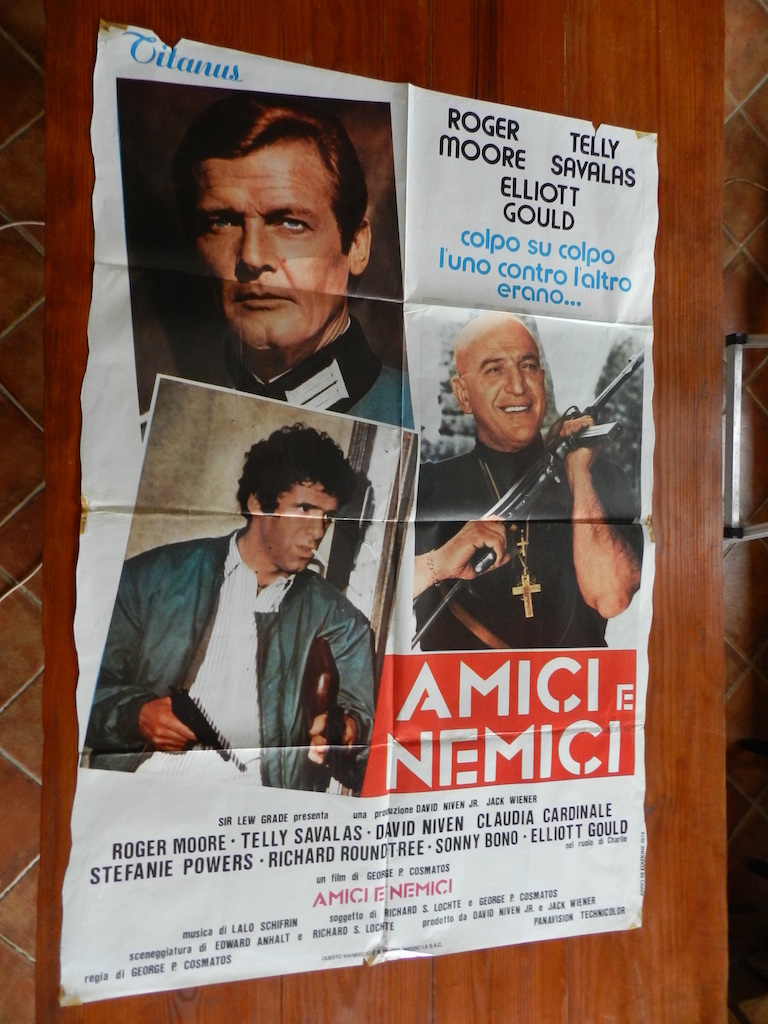 Titanus
ROGER
MOORE
TELLY
SAVALAS
ELLIOTT
GOULD
colpo su colpo
l'uno contro l'altro
erano...
AMICI E
NEMICI
SIR LEW GRADE presenta una produzione DAVID NIVEN JR. JACK WIENER
ROGER MOORE · TELLY SAVALAS · DAVID NIVEN CLAUDIA CARDINALE
STEFANIE POWERS · RICHARD ROUNDTREE · SONNY BONO · ELLIOTT GOULD
nel ruolo di Charlie
un film di GEORGE P. COSMATOS
AMICI E NEMICI
musica di LALO SCHIFRIN soggetto di RICHARD S. LOCHTE e GEORGE P. COSMATOS
sceneggiatura di EDWARD ANHALT e RICHARD S. LOCHTE prodotto da DAVID NIVEN JR. e JACK WIENER
regia di GEORGE P. COSMATOS PANAVISION TECHNICOLOR
ANNO DI EDIZIONE 1979